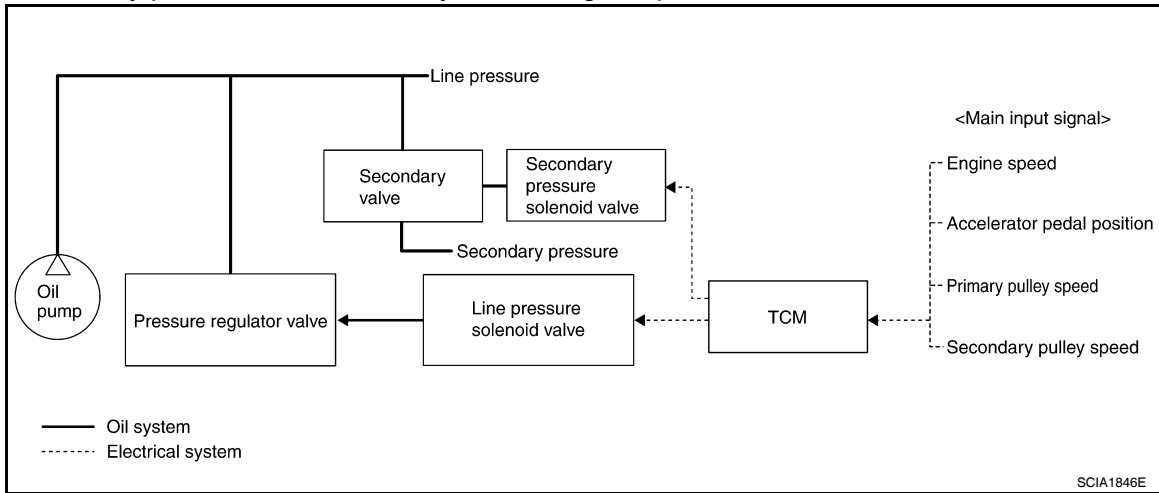 Line pressure
<Main input signal>
Secondary
valve
Secondary
pressure
solenoid valve
Engine speed
Accelerator pedal position
Secondary pressure
Oil
pump
Pressure regulator valve
Line pressure
solenoid valve
TCM
Primary pulley speed
Secondary pulley speed
Oil system
Electrical system
SCIA1846E